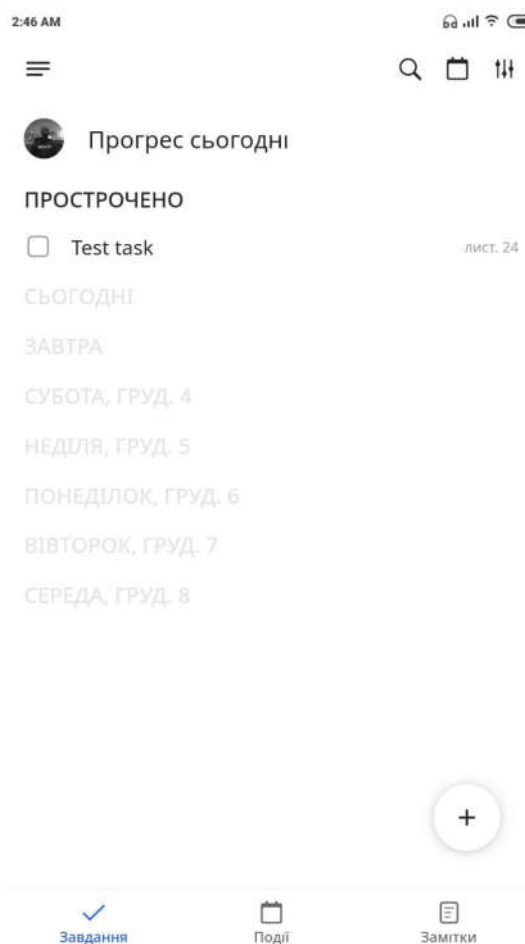 2:46 AM
Прогрес сьогодні
ПРОСТРОЧЕНО
Test task лист. 24
СЬОГОДНІ
ЗАВТРА
СУБОТА, ГРУД. 4
НЕДІЛЯ, ГРУД. 5
ПОНЕДІЛОК, ГРУД. 6
ВІВТОРОК, ГРУД. 7
СЕРЕДА, ГРУД. 8
Завдання Події Замітки